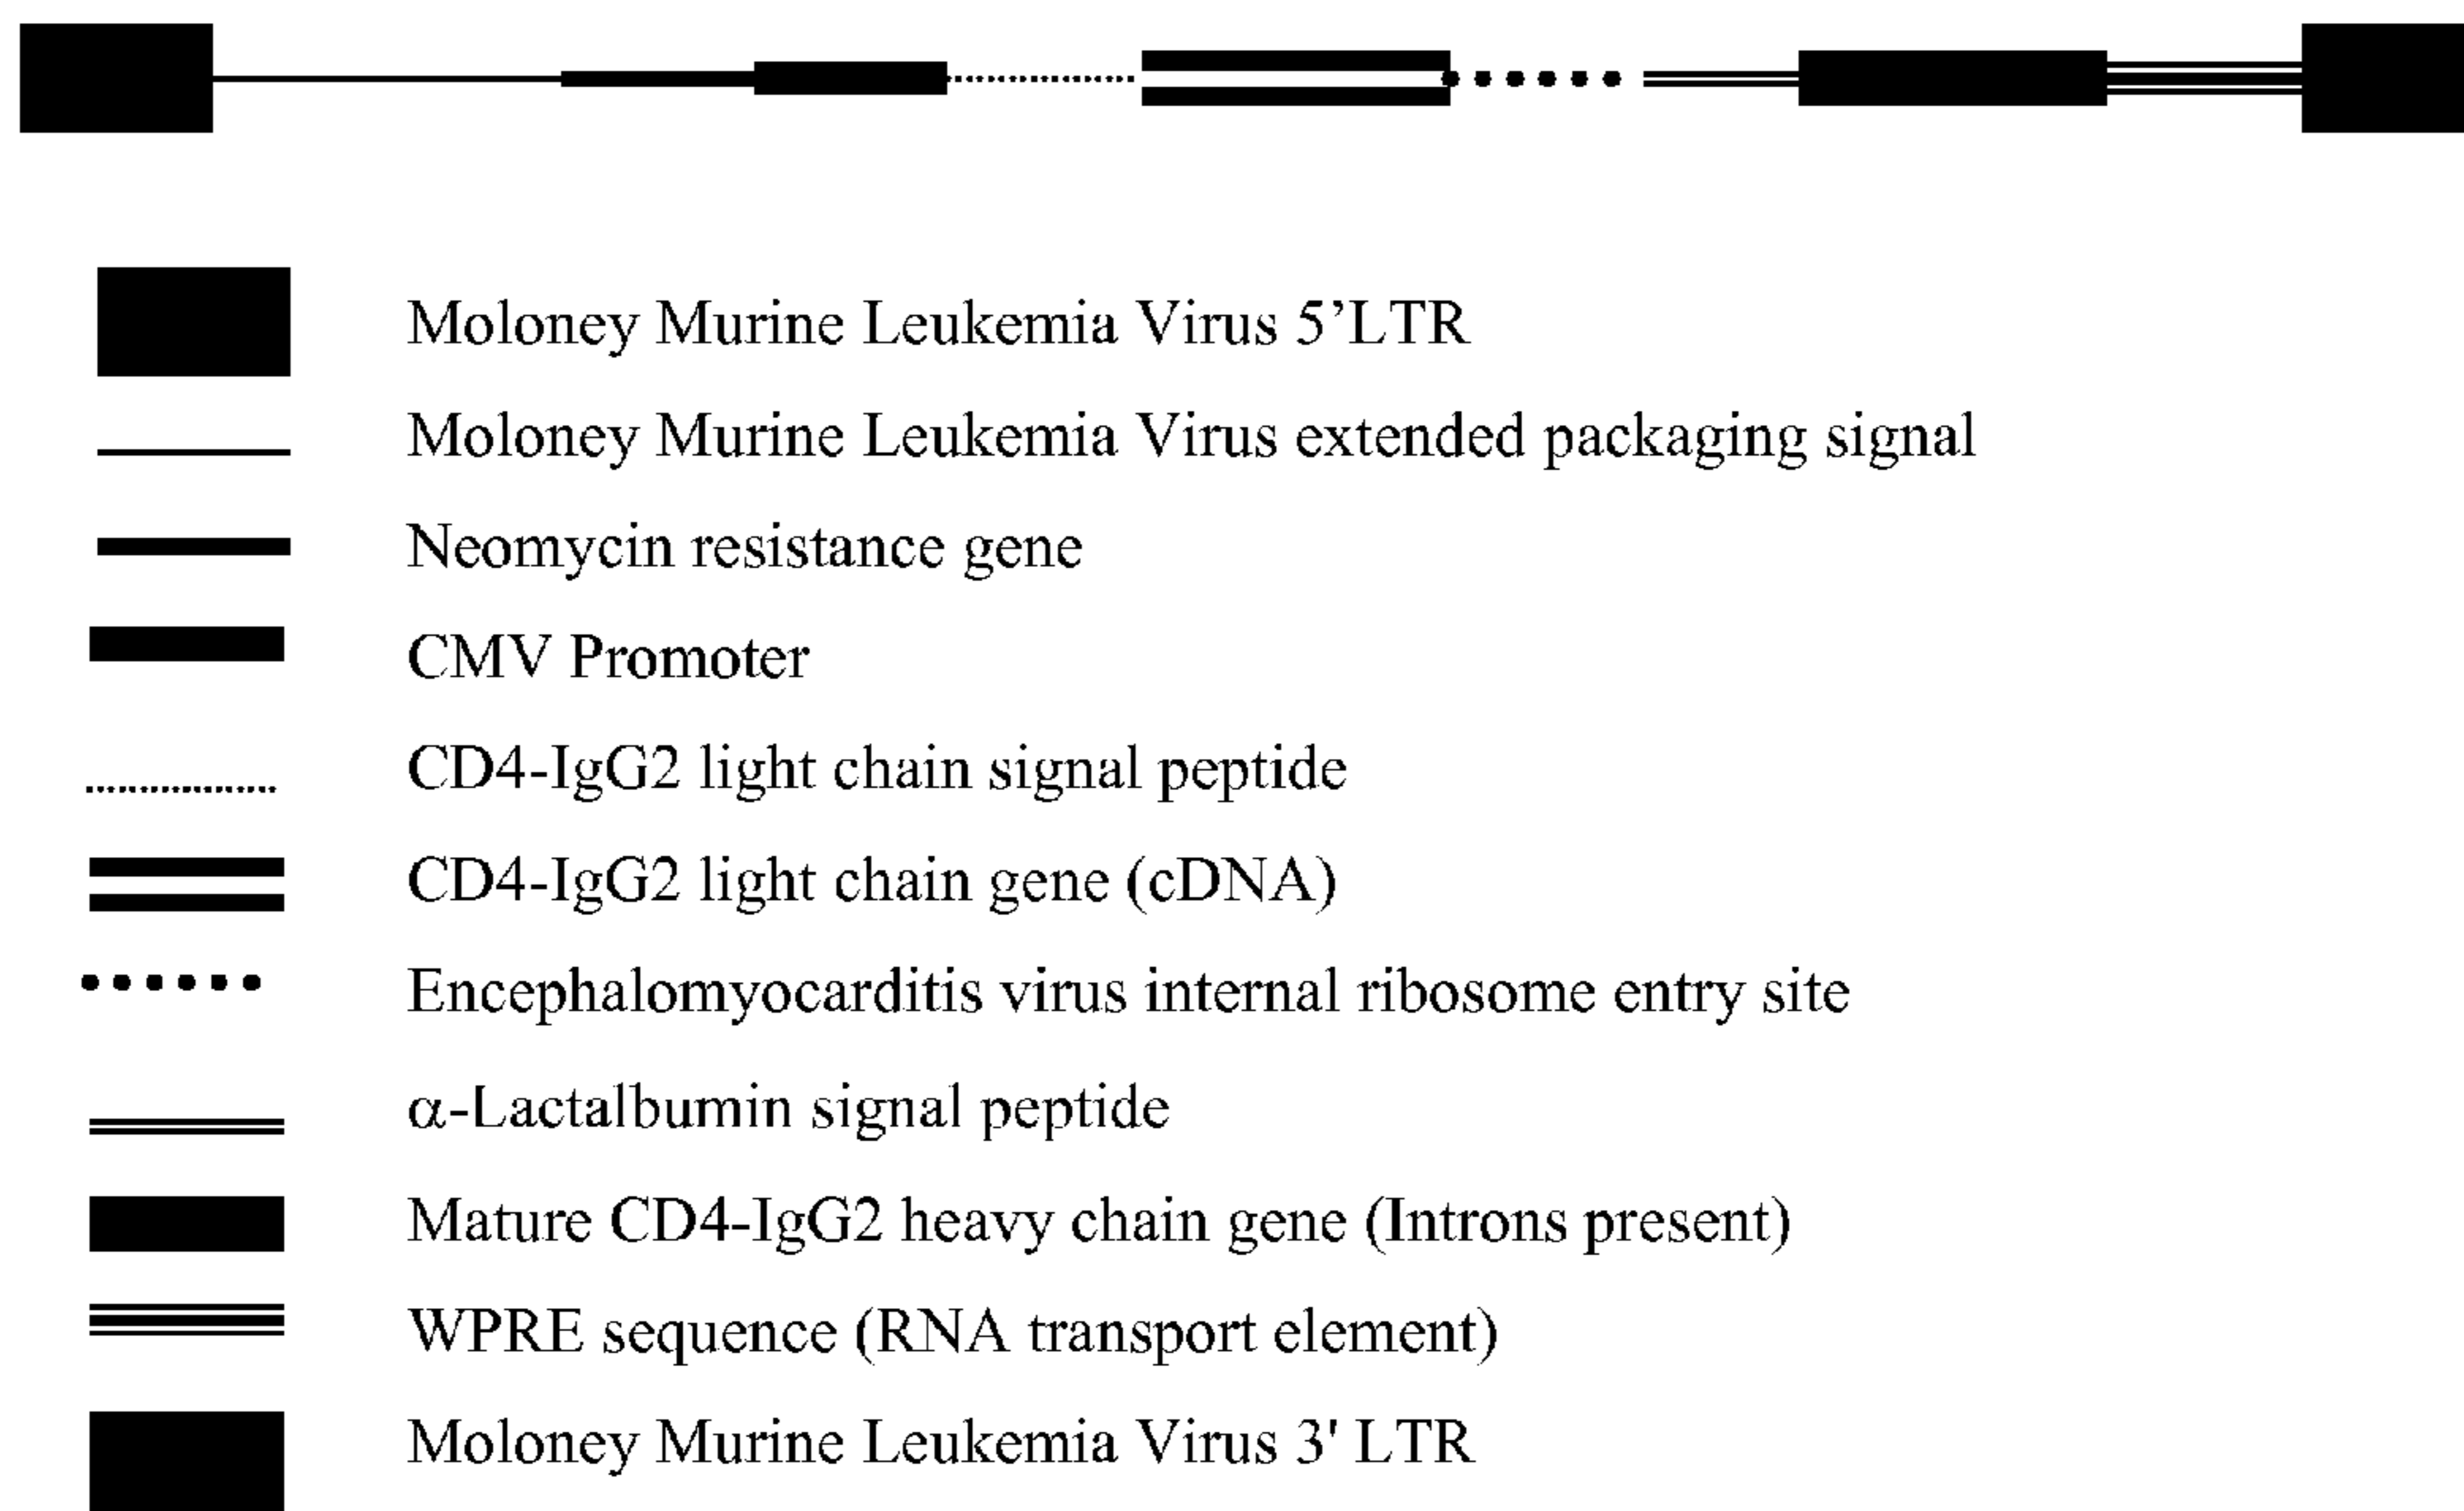 Moloney Murine Leukemia Virus 5’LTR
Moloney Murine Leukemia Virus extended packaging signal
Neomycin resistance gene
CMV Promoter
CD4-IgG2 light chain signal peptide
CD4-IgG2 light chain gene (cDNA)
Encephalomyocarditis virus internal ribosome entry site
α-Lactalbumin signal peptide
Mature CD4-IgG2 heavy chain gene (Introns present)
WPRE sequence (RNA transport element)
Moloney Murine Leukemia Virus 3' LTR